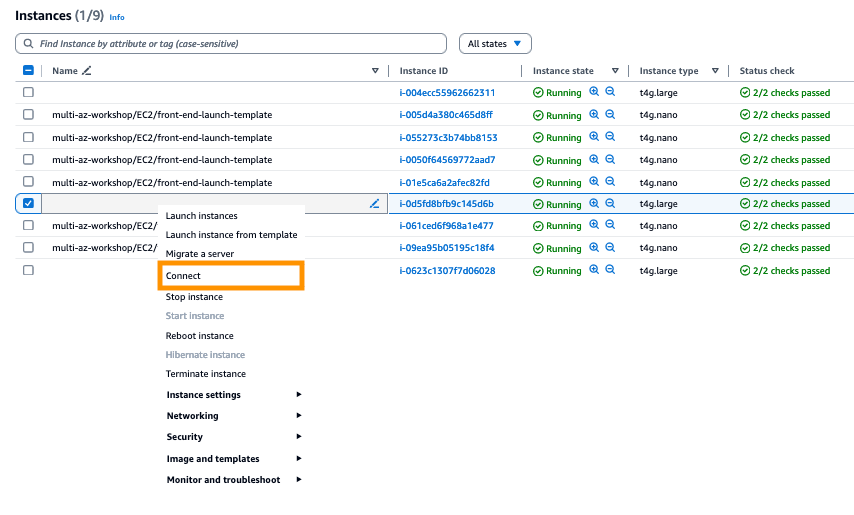 Instances (1/9) Info
Find Instance by attribute or tag (case-sensitive)
All states
Name Instance ID Instance state Instance type Status check
i-004ecc55962662311 Running t4g.large 2/2 checks passed
multi-az-workshop/EC2/front-end-launch-template i-005d4a380c465d8ff Running t4g.nano 2/2 checks passed
multi-az-workshop/EC2/front-end-launch-template i-055273c3b74bb8153 Running t4g.nano 2/2 checks passed
multi-az-workshop/EC2/front-end-launch-template i-0050f64569772aad7 Running t4g.nano 2/2 checks passed
multi-az-workshop/EC2/front-end-launch-template i-01e5ca6a2afec82fd Running t4g.nano 2/2 checks passed
i-0d5fd8bfb9c145d6b Running t4g.large 2/2 checks passed
multi-az-workshop/EC2/ i-061ced6f968a1e477 Running t4g.nano 2/2 checks passed
multi-az-workshop/EC2/ i-09ea95b05195c18f4 Running t4g.nano 2/2 checks passed
i-0623c1307f7d06028 Running t4g.large 2/2 checks passed
Launch instances
Launch instance from template
Migrate a server
Connect
Stop instance
Start instance
Reboot instance
Hibernate instance
Terminate instance
Instance settings
Networking
Security
Image and templates
Monitor and troubleshoot